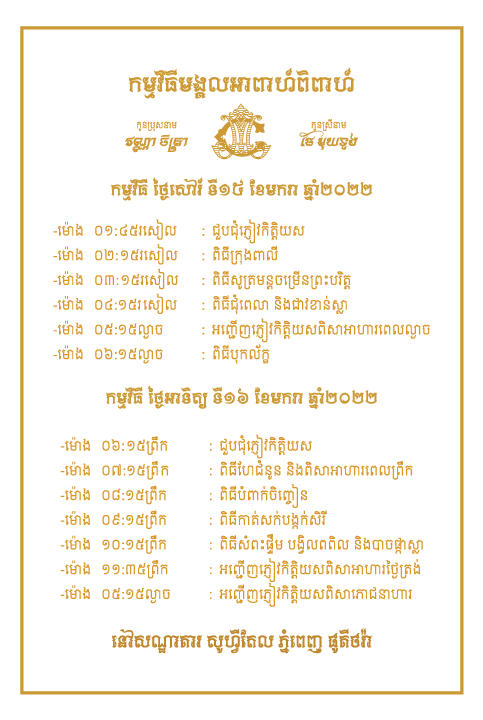 កម្មវិធីមង្គលអាពាហ៍ពិពាហ៍
កូនប្រុសនាម
កូនស្រីនាម
វណ្ណា ចីត្រា
ថៃ មុយទូង
កម្មវិធី ថ្ងៃសៅរ៍ ទី១៥ ខែមករា ឆ្នាំ២០២២
-ម៉ោង ០១:៤៥រសៀល : ជួបជុំភ្ញៀវកិត្តិយស
-ម៉ោង ០២:១៥រសៀល : ពិធីក្រុងពាលី
-ម៉ោង ០៣:១៥រសៀល : ពិធីសូត្រមន្តចម្រើនព្រះបរិត្ត
-ម៉ោង ០៤:១៥រសៀល : ពិធីជុំពេលា និងជាវខាន់ស្លា
-ម៉ោង ០៥:១៥ល្ងាច : អញ្ជើញភ្ញៀវកិត្តិយសពិសាអាហារពេលល្ងាច
-ម៉ោង ០៦:១៥ល្ងាច : ពិធីបុកល័ក្ខ
កម្មវិធី ថ្ងៃអាទិត្យ ទី១៦ ខែមករា ឆ្នាំ២០២២
-ម៉ោង ០៦:១៥ព្រឹក : ជួបជុំភ្ញៀវកិត្តិយស
-ម៉ោង ០៧:១៥ព្រឹក : ពិធីហែជំនូន និងពិសាអាហារពេលព្រឹក
-ម៉ោង ០៨:១៥ព្រឹក : ពិធីបំពាក់ចិញ្ចៀន
-ម៉ោង ០៩:១៥ព្រឹក : ពិធីកាត់សក់បង្កក់សិរី
-ម៉ោង ១០:១៥ព្រឹក : ពិធីសំពះផ្ទឹម បង្វិលពពិល និងបាចផ្កាស្លា
-ម៉ោង ១១:៣៥ព្រឹក : អញ្ជើញភ្ញៀវកិត្តិយសពិសាអាហារថ្ងៃត្រង់
-ម៉ោង ០៥:១៥ល្ងាច : អញ្ជើញភ្ញៀវកិត្តិយសពិសាភោជនាហារ
នៅសណ្ឋាគារ សូហ្វីតែល ភ្នំពេញ ផូគីថរ៉ា